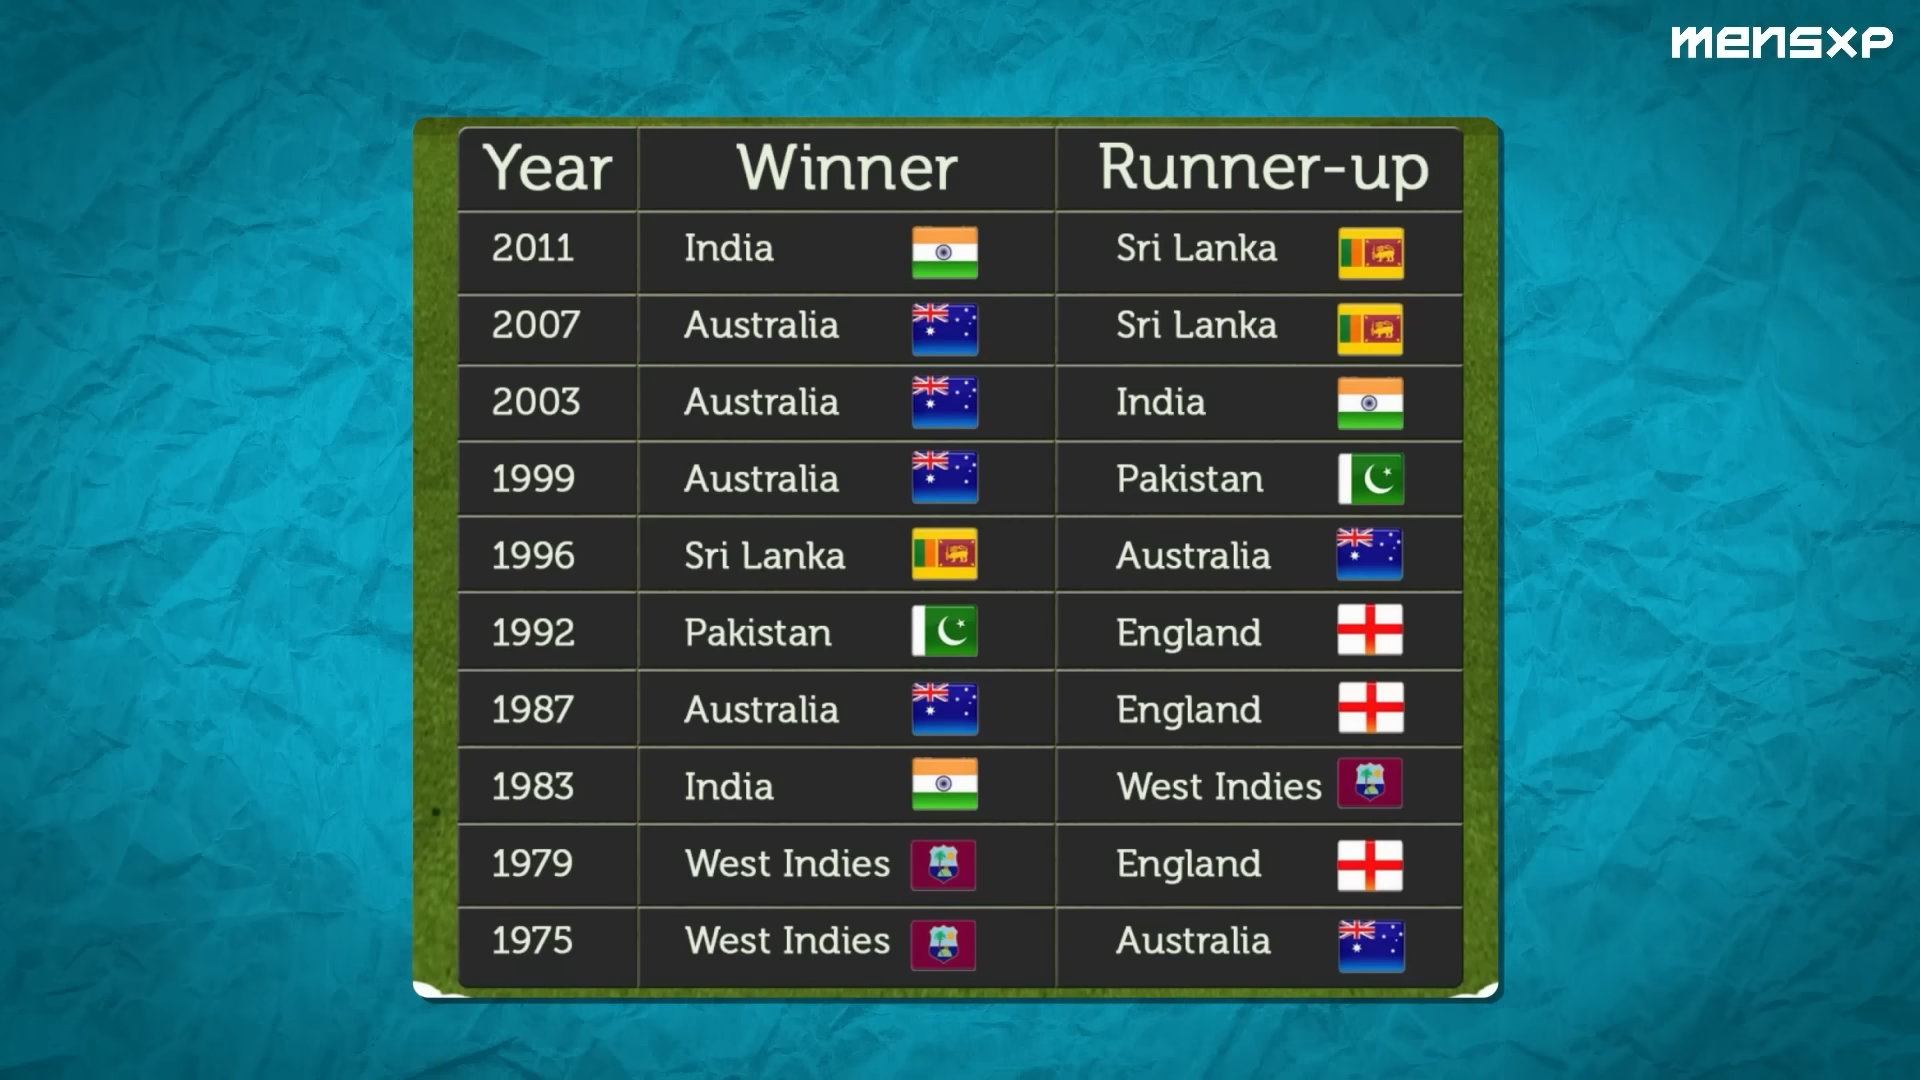 mensxp
Year Winner Runner-up
2011 India Sri Lanka
2007 Australia Sri Lanka
2003 Australia India
1999 Australia Pakistan
1996 Sri Lanka Australia
1992 Pakistan England
1987 Australia England
1983 India West Indies
1979 West Indies England
1975 West Indies Australia